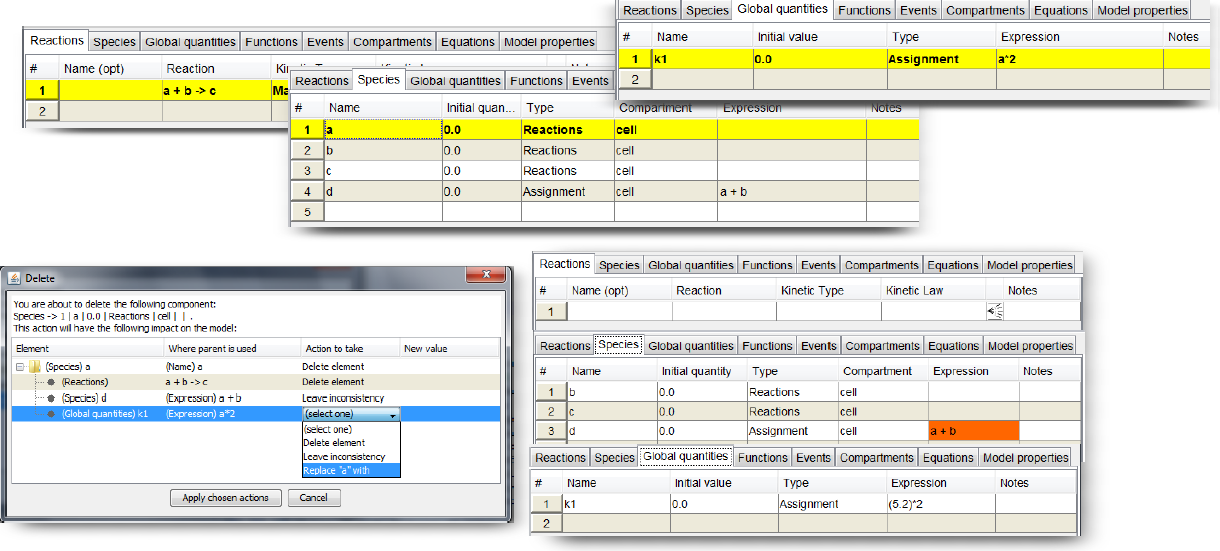 Reactions Species Global quantities Functions Events Compartments Equations Model properties
# Name (opt) Reaction
1 a + b -> c Ma
2
Reactions Species Global quantities Functions Events
# Name Initial quan... Type Compartment Expression Notes
1 a 0.0 Reactions cell
2 b 0.0 Reactions cell
3 c 0.0 Reactions cell
4 d 0.0 Assignment cell a + b
5
Reactions Species Global quantities Functions Events Compartments Equations Model properties
# Name Initial value Type Expression Notes
1 k1 0.0 Assignment a^2
2
Delete
You are about to delete the following component:
Species -> 1 | a | 0.0 | Reactions | cell | | .
This action will have the following impact on the model:
Element Where parent is used Action to take New value
(Species) a (Name) a Delete element
(Reactions) a + b -> c Delete element
(Species) d (Expression) a + b Leave inconsistency
(Global quantities) k1 (Expression) a^2 (select one)
(select one)
Delete element
Leave inconsistency
Replace "a" with
Apply chosen actions Cancel
Reactions Species Global quantities Functions Events Compartments Equations Model properties
# Name (opt) Reaction Kinetic Type Kinetic Law Notes
1
Reactions Species Global quantities Functions Events Compartments Equations Model properties
# Name Initial quantity Type Compartment Expression Notes
1 b 0.0 Reactions cell
2 c 0.0 Reactions cell
3 d 0.0 Assignment cell a + b
Reactions Species Global quantities Functions Events Compartments Equations Model properties
# Name Initial value Type Expression Notes
1 k1 0.0 Assignment (5.2)^2
2